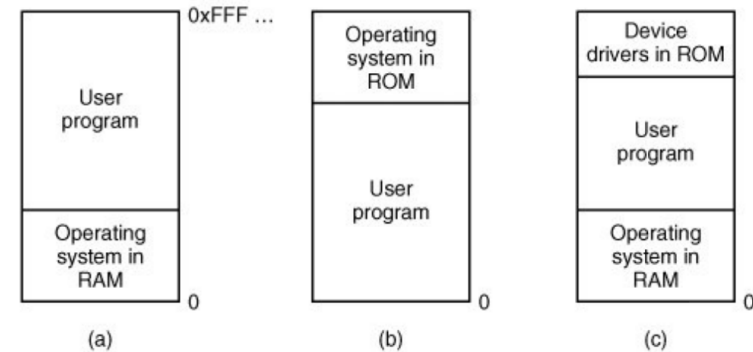 0xFFF ...
User
program
Operating
system in
RAM
0
(a)
Operating
system in
ROM
User
program
0
(b)
Device
drivers in ROM
User
program
Operating
system in
RAM
0
(c)